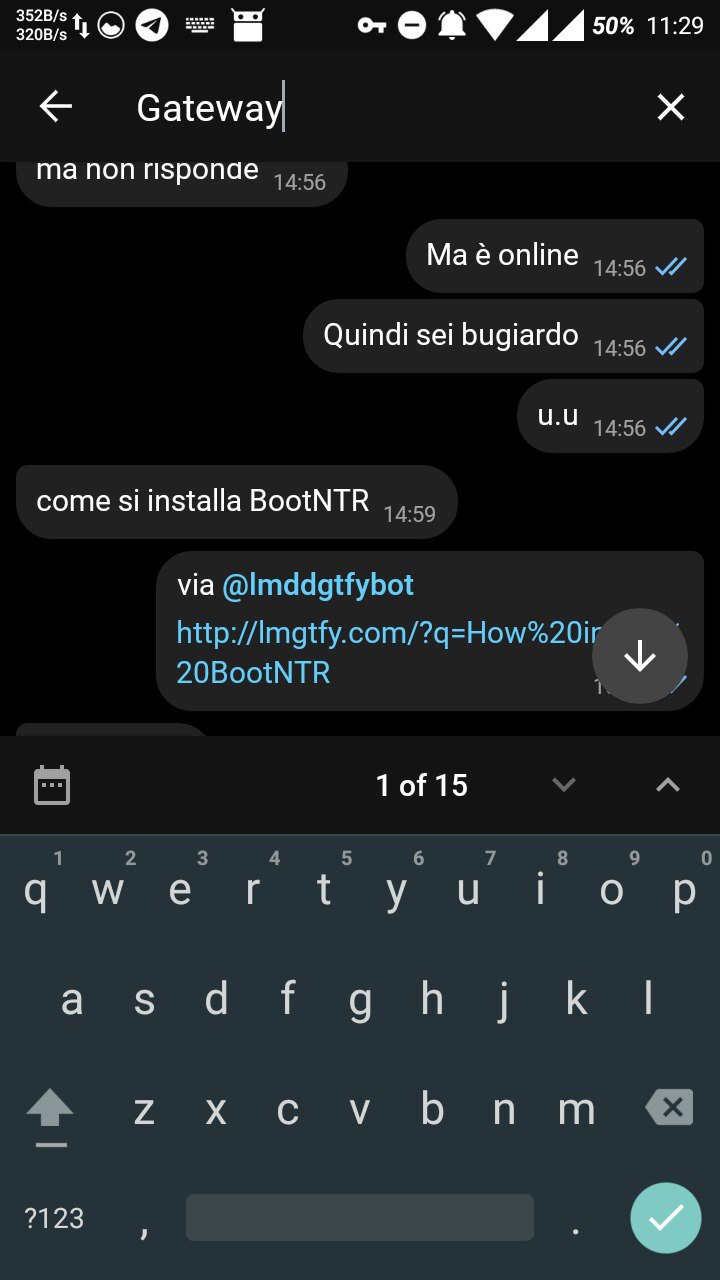 352B/s
320B/s
50% 11:29
Gateway
ma non risponde 14:56
Ma è online 14:56
Quindi sei bugiardo 14:56
u.u 14:56
come si installa BootNTR 14:59
via @lmddgtfybot
http://lmgtfy.com/?q=How%20in
20BootNTR
1 of 15
1 2 3 4 5 6 7 8 9 0
q w e r t y u i o p
a s d f g h j k l
z x c v b n m
?123 , .